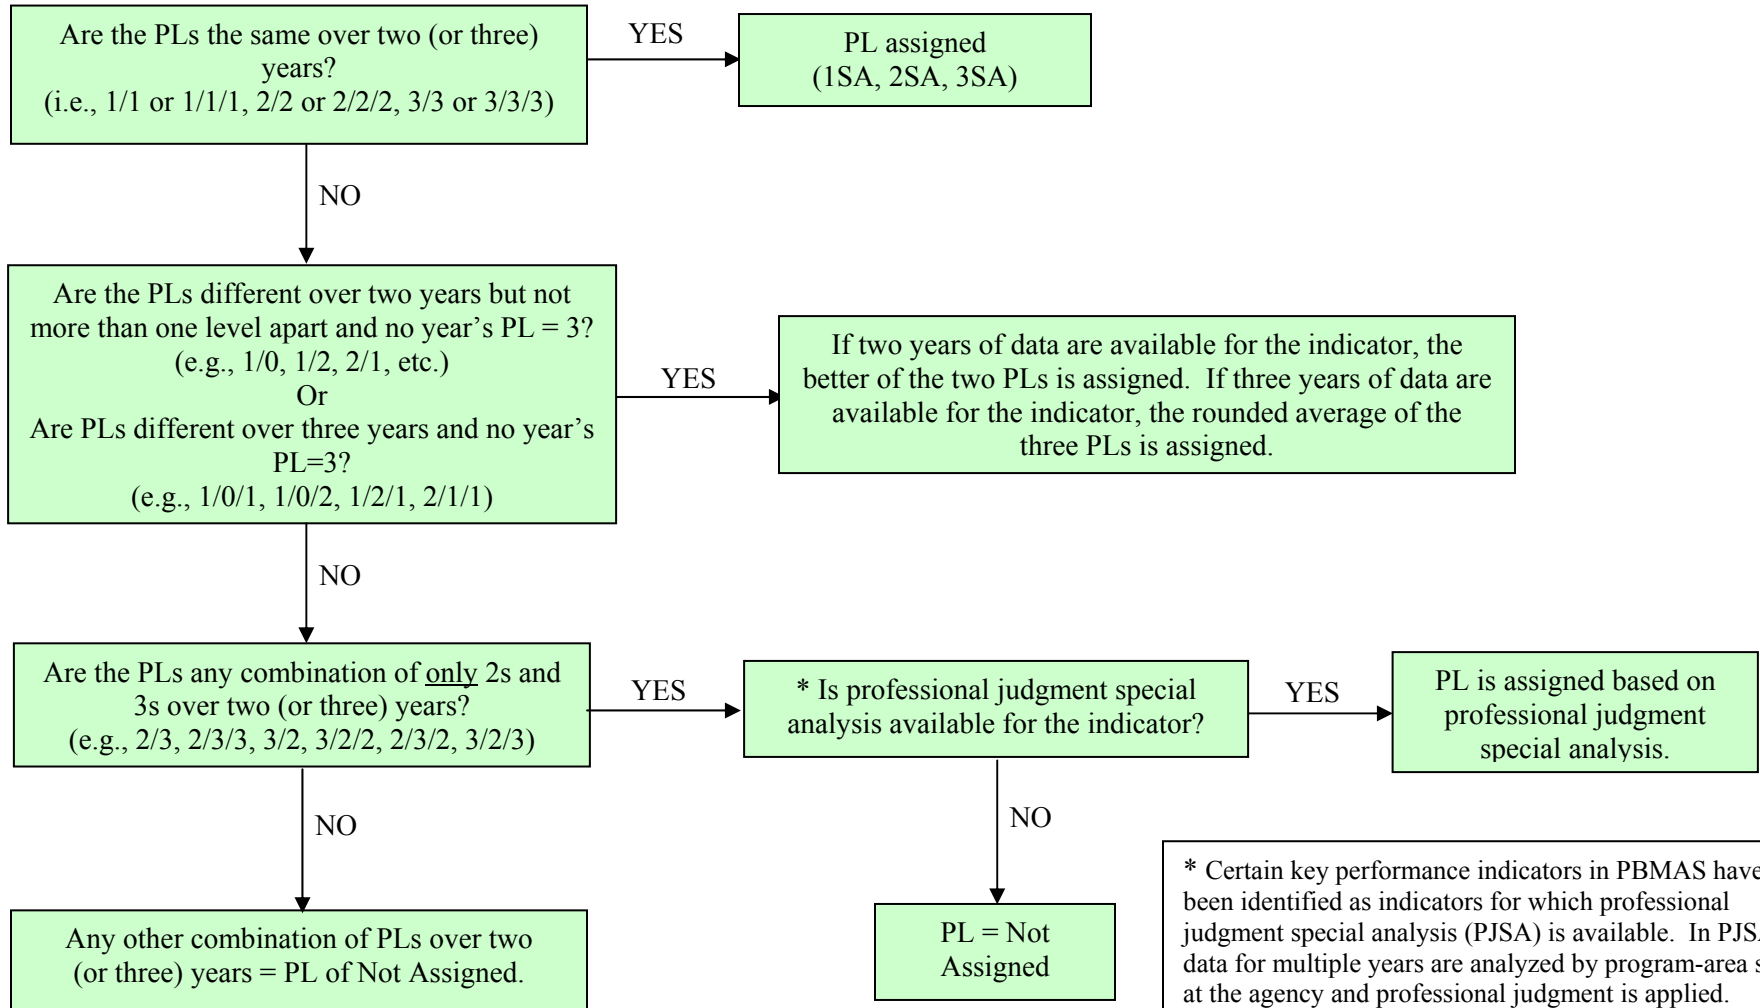 Are the PLs the same over two (or three)
years?
(i.e., 1/1 or 1/1/1, 2/2 or 2/2/2, 3/3 or 3/3/3)
YES
PL assigned
(1SA, 2SA, 3SA)
NO
Are the PLs different over two years but not
more than one level apart and no year’s PL = 3?
(e.g., 1/0, 1/2, 2/1, etc.)
Or
Are PLs different over three years and no year’s
PL=3?
(e.g., 1/0/1, 1/0/2, 1/2/1, 2/1/1)
YES
If two years of data are available for the indicator, the
better of the two PLs is assigned.  If three years of data are
available for the indicator, the rounded average of the
three PLs is assigned.
NO
Are the PLs any combination of only 2s and
3s over two (or three) years?
(e.g., 2/3, 2/3/3, 3/2, 3/2/2, 2/3/2, 3/2/3)
YES
* Is professional judgment special
analysis available for the indicator?
YES
PL is assigned based on
professional judgment
special analysis.
NO
Any other combination of PLs over two
(or three) years = PL of Not Assigned.
NO
PL = Not
Assigned
* Certain key performance indicators in PBMAS have
been identified as indicators for which professional
judgment special analysis (PJSA) is available.  In PJSA
data for multiple years are analyzed by program-area
at the agency and professional judgment is applied.